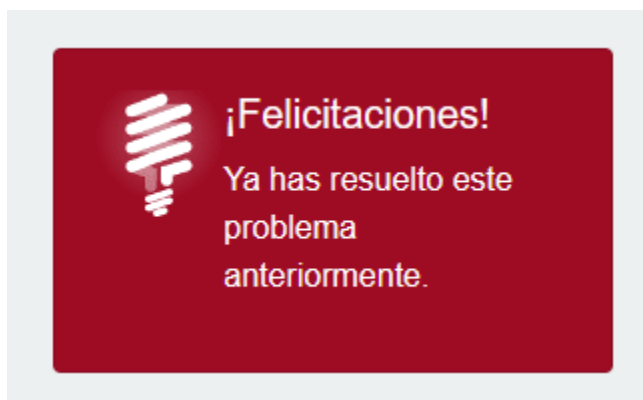 ¡Felicitaciones!
Ya has resuelto este
problema
anteriormente.